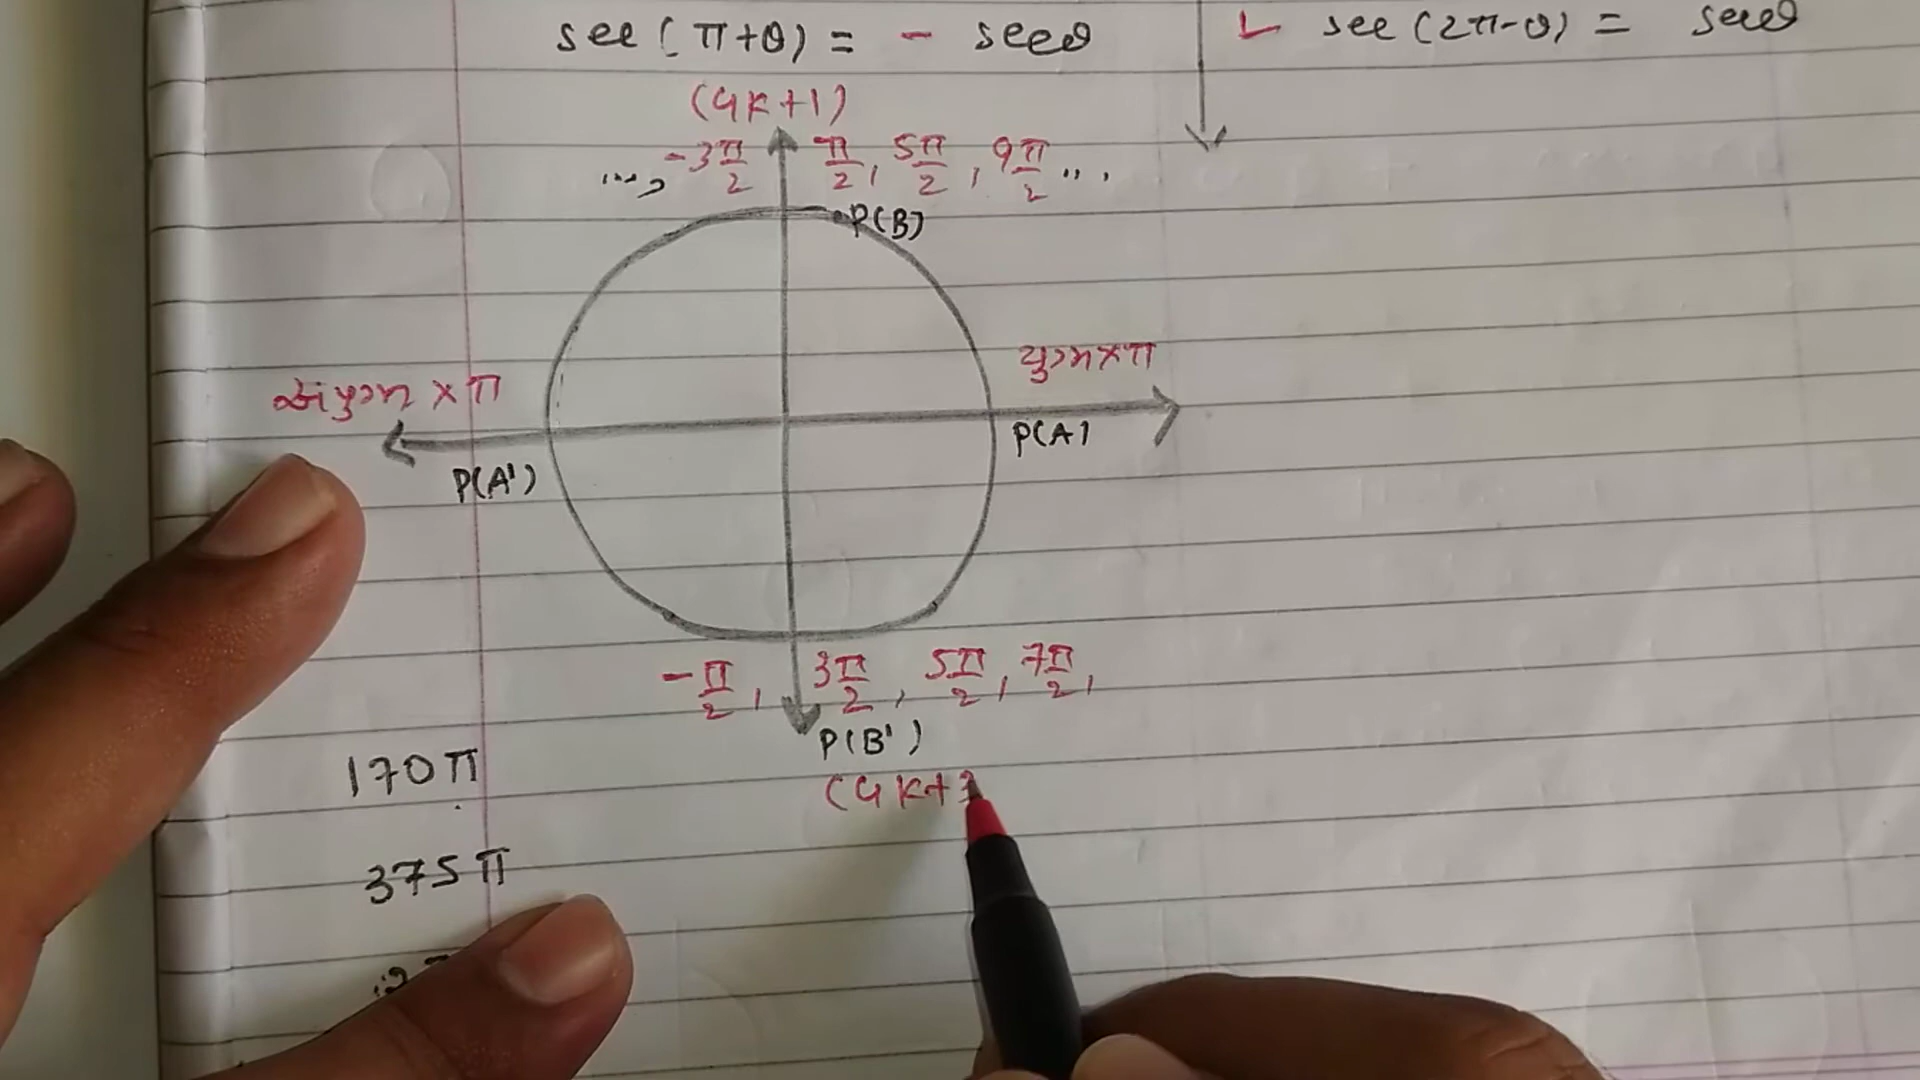 sec (π+θ) = - secθ
sec (2π-θ) = secθ
(4k+1)
..., -3π/2 π/2, 5π/2, 9π/2 ...
P(B)
યુગ્મ×π
અયુગ્મ × π
P(A)
P(A')
-π/2, 3π/2, 5π/2, 7π/2,
P(B')
170π
(4k+3
375π